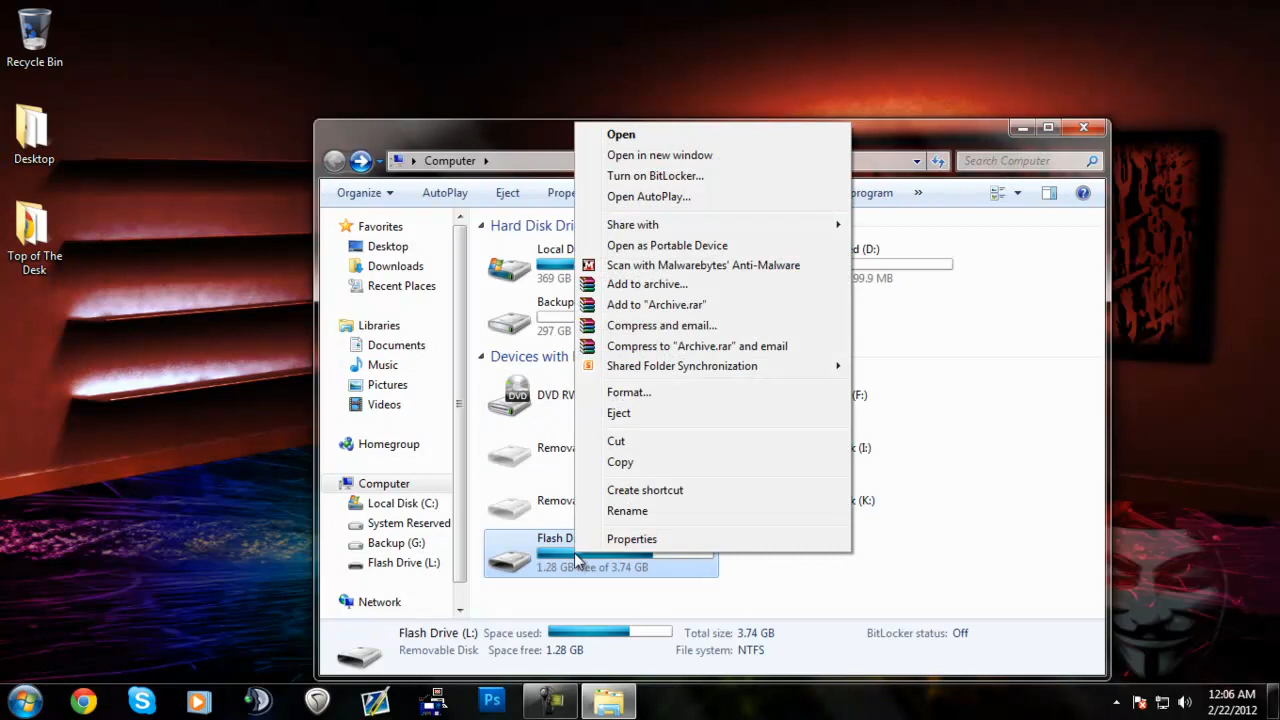 Recycle Bin
Desktop
Top of The
Desk
Computer
Search Computer
Organize
AutoPlay
Eject
program
»
Favorites
Desktop
Downloads
Recent Places
Libraries
Documents
Music
Pictures
Videos
Homegroup
Computer
Local Disk (C:)
System Reserved
Backup (G:)
Flash Drive (L:)
Network
Hard Disk Dri
Local D
369 GB
(D:)
99.9 MB
Backup
297 GB
Devices with
DVD RW
(F:)
Remova
(I:)
Remova
(K:)
Flash D
1.28 GB free of 3.74 GB
Open
Open in new window
Turn on BitLocker...
Open AutoPlay...
Share with
Open as Portable Device
Scan with Malwarebytes' Anti-Malware
Add to archive...
Add to "Archive.rar"
Compress and email...
Compress to "Archive.rar" and email
Shared Folder Synchronization
Format...
Eject
Cut
Copy
Create shortcut
Rename
Properties
Flash Drive (L:) Space used: Total size: 3.74 GB BitLocker status: Off
Removable Disk Space free: 1.28 GB File system: NTFS
DVD
Ps
12:06 AM
2/22/2012